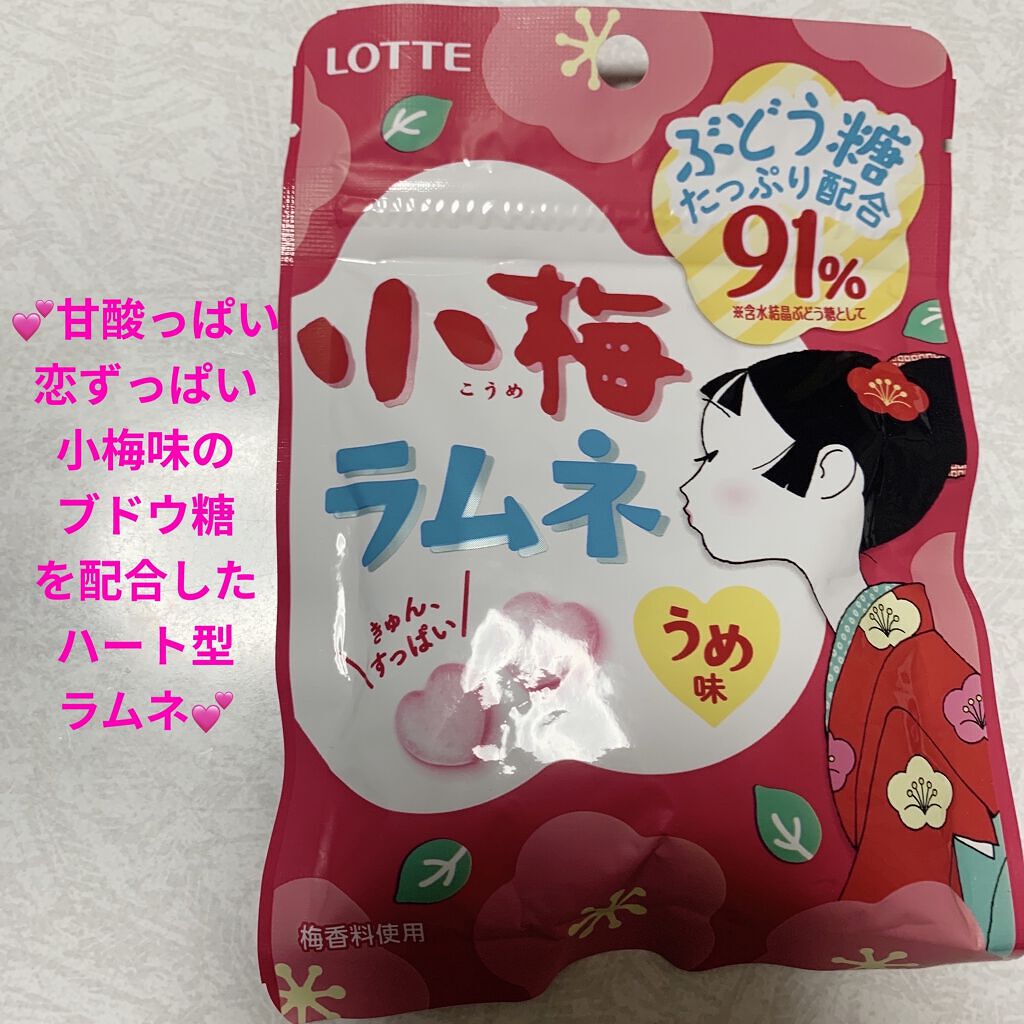 LOTTE
ぶどう糖
たっぷり配合
91%
※含水結晶ぶどう糖として
小梅
こうめ
ラムネ
きゅん、
すっぱい
うめ
味
梅香料使用
💕甘酸っぱい
恋ずっぱい
小梅味の
ブドウ糖
を配合した
ハート型
ラムネ💕